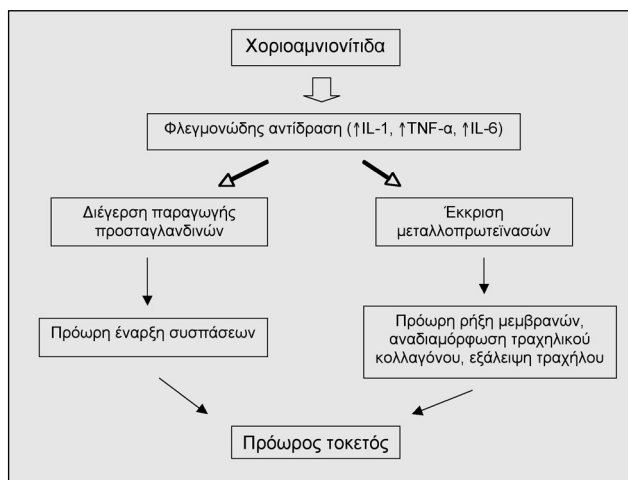 Χοριοαμνιονίτιδα
Φλεγμονώδης αντίδραση (↑IL-1, ↑TNF-α, ↑IL-6)
Διέγερση παραγωγής
προσταγλανδινών
Έκκριση
μεταλλοπρωτεϊνασών
Πρόωρη έναρξη συσπάσεων
Πρόωρη ρήξη μεμβρανών,
αναδιαμόρφωση τραχηλικού
κολλαγόνου, εξάλειψη τραχήλου
Πρόωρος τοκετός